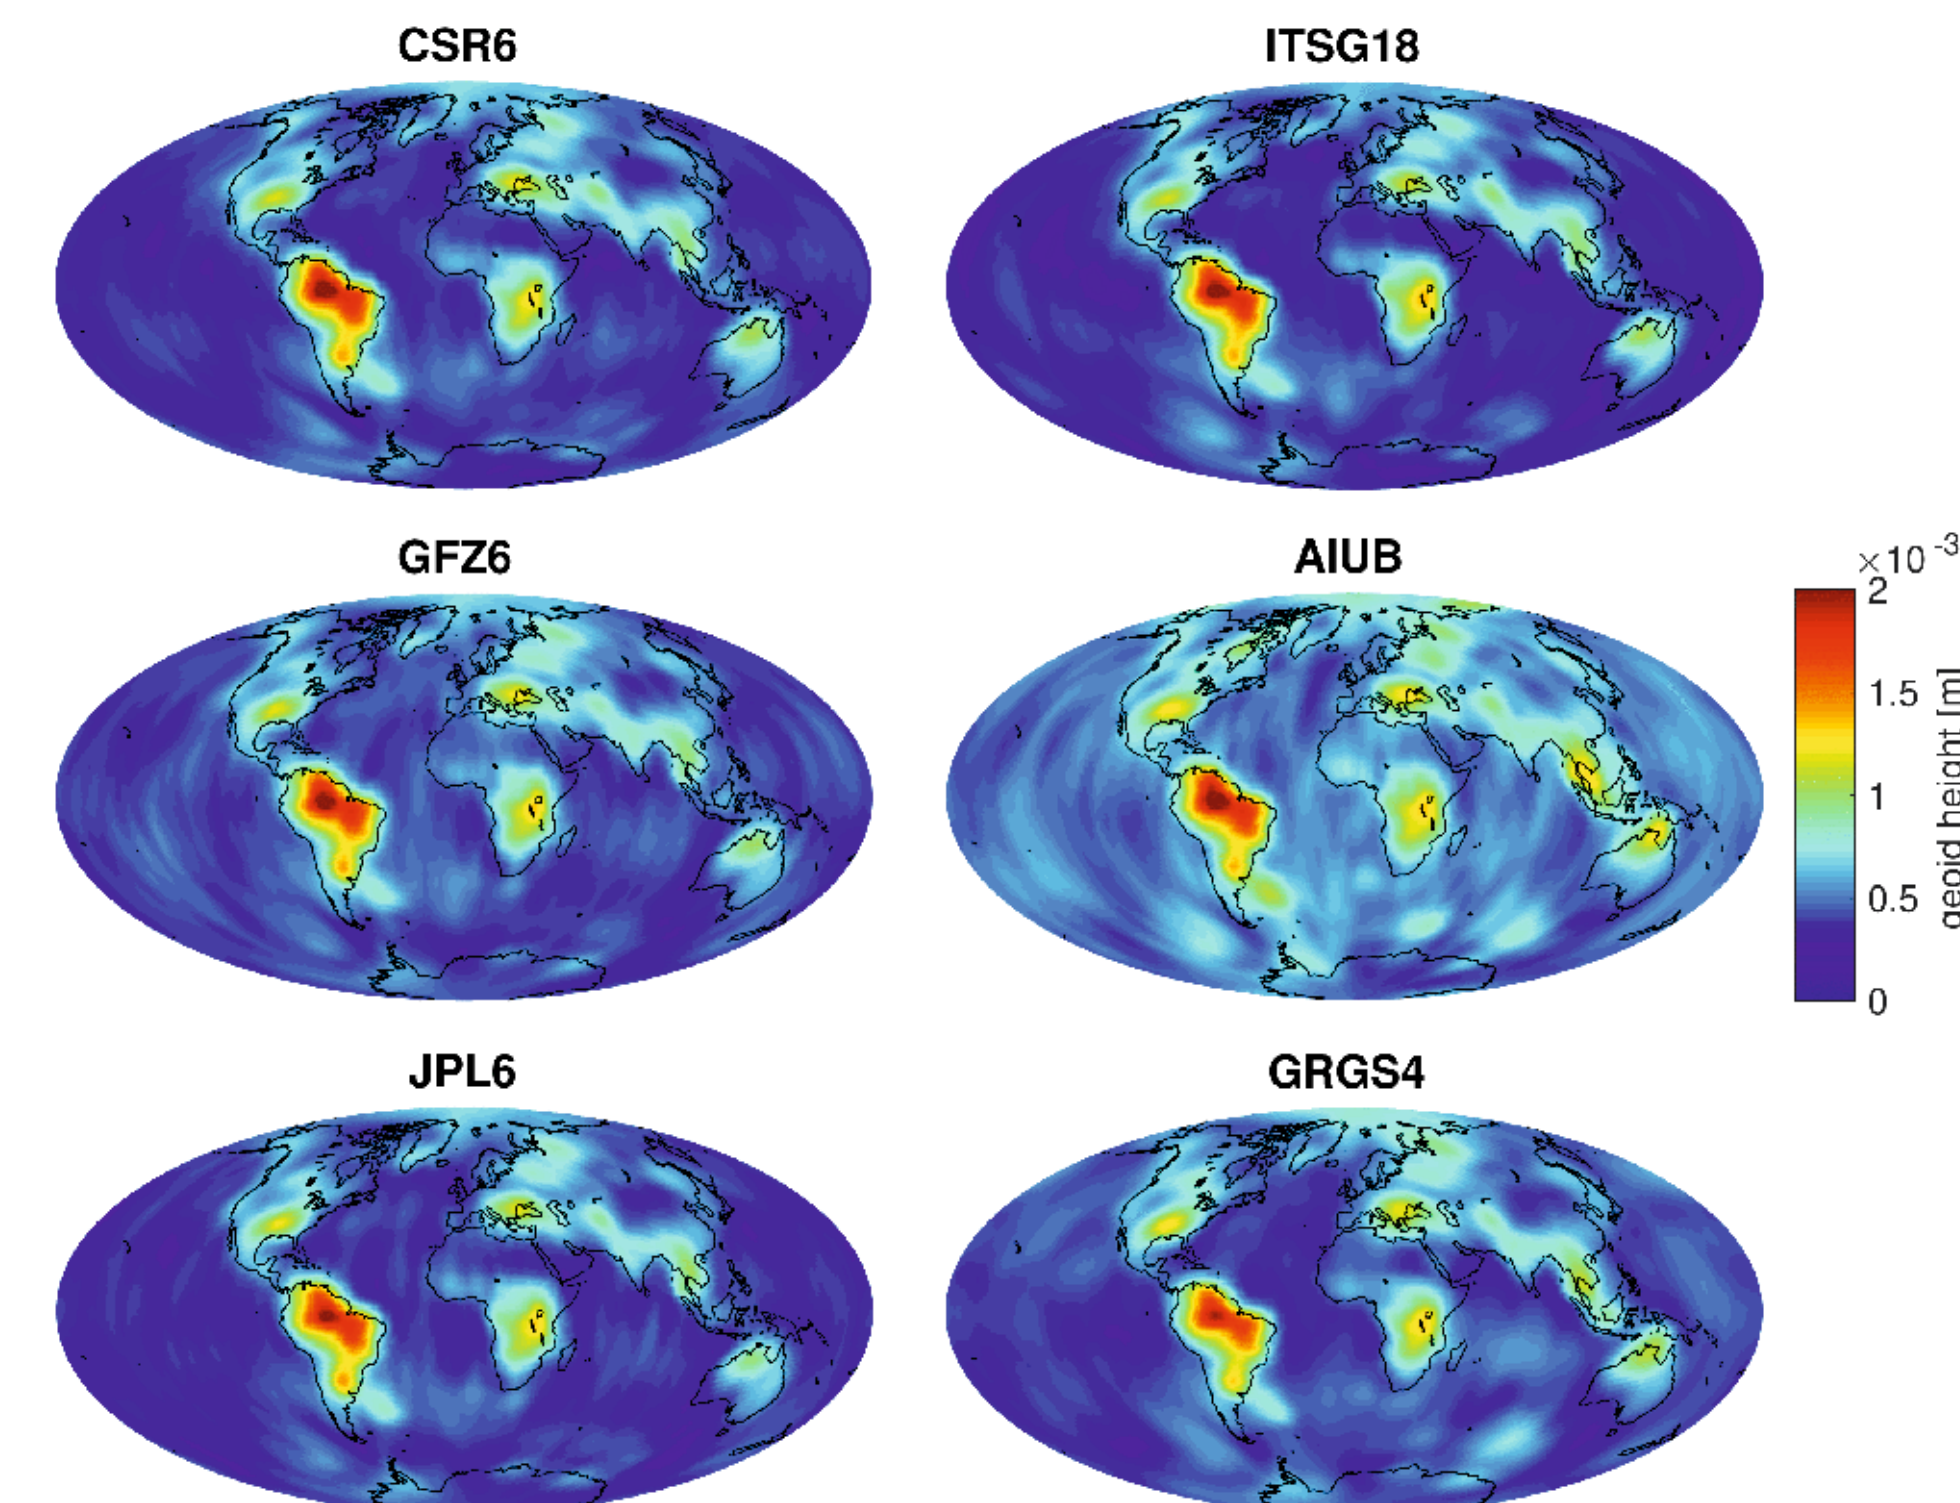 CSR6
ITSG18
GFZ6
AIUB
×10 -3
2
1.5
1
0.5
0
geoid height [m]
JPL6
GRGS4